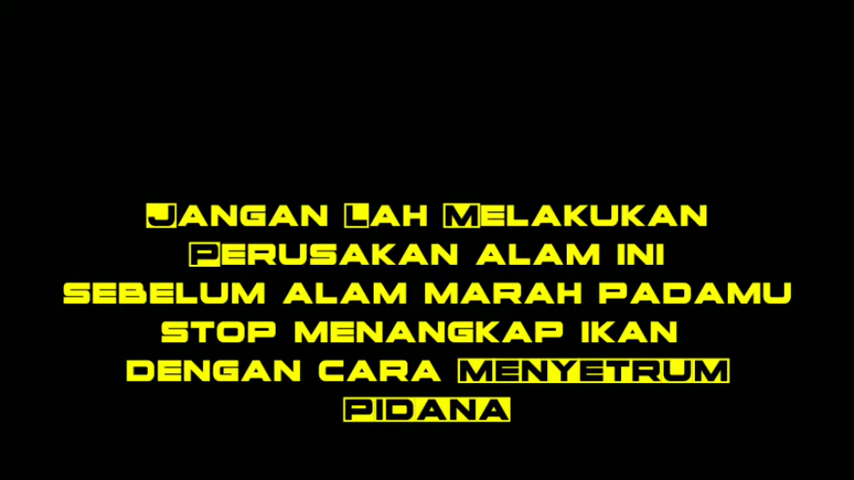 Jangan Lah Melakukan
Perusakan alam ini
sebelum alam marah padamu
stop menangkap ikan
dengan cara MENYETRUM
PIDANA